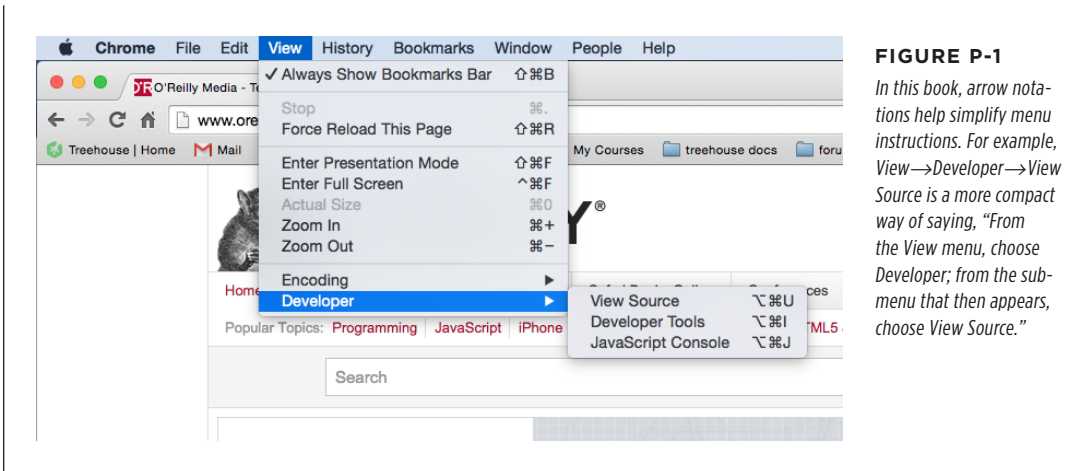 Chrome File Edit View History Bookmarks Window People Help
O'Reilly Media - Te
www.ore
Treehouse | Home Mail My Courses treehouse docs foru
✓ Always Show Bookmarks Bar ⇧⌘B
Stop ⌘.
Force Reload This Page ⇧⌘R
Enter Presentation Mode ⇧⌘F
Enter Full Screen ^⌘F
Actual Size ⌘0
Zoom In ⌘+
Zoom Out ⌘−
Encoding ▶
Developer ▶
View Source ⌥⌘U
Developer Tools ⌥⌘I
JavaScript Console ⌥⌘J
Y®
Home
Popular Topics: Programming JavaScript iPhone
Search
FIGURE P-1
In this book, arrow nota-
tions help simplify menu
instructions. For example,
View→Developer→View
Source is a more compact
way of saying, “From
the View menu, choose
Developer; from the sub-
menu that then appears,
choose View Source.”